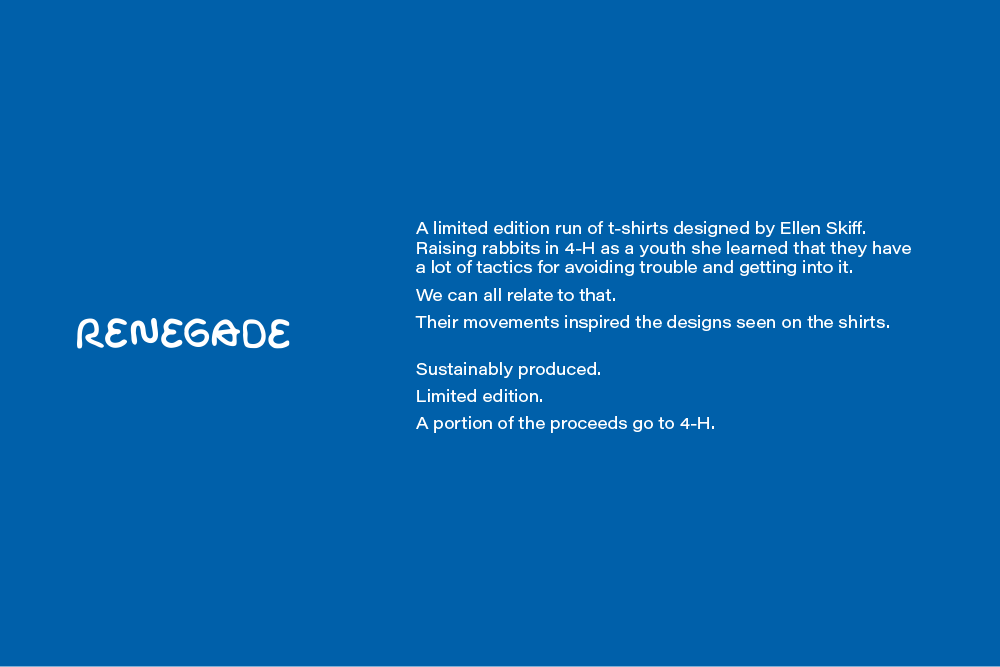 RENEGADE
A limited edition run of t-shirts designed by Ellen Skiff.
Raising rabbits in 4-H as a youth she learned that they have
a lot of tactics for avoiding trouble and getting into it.
We can all relate to that.
Their movements inspired the designs seen on the shirts.
Sustainably produced.
Limited edition.
A portion of the proceeds go to 4-H.